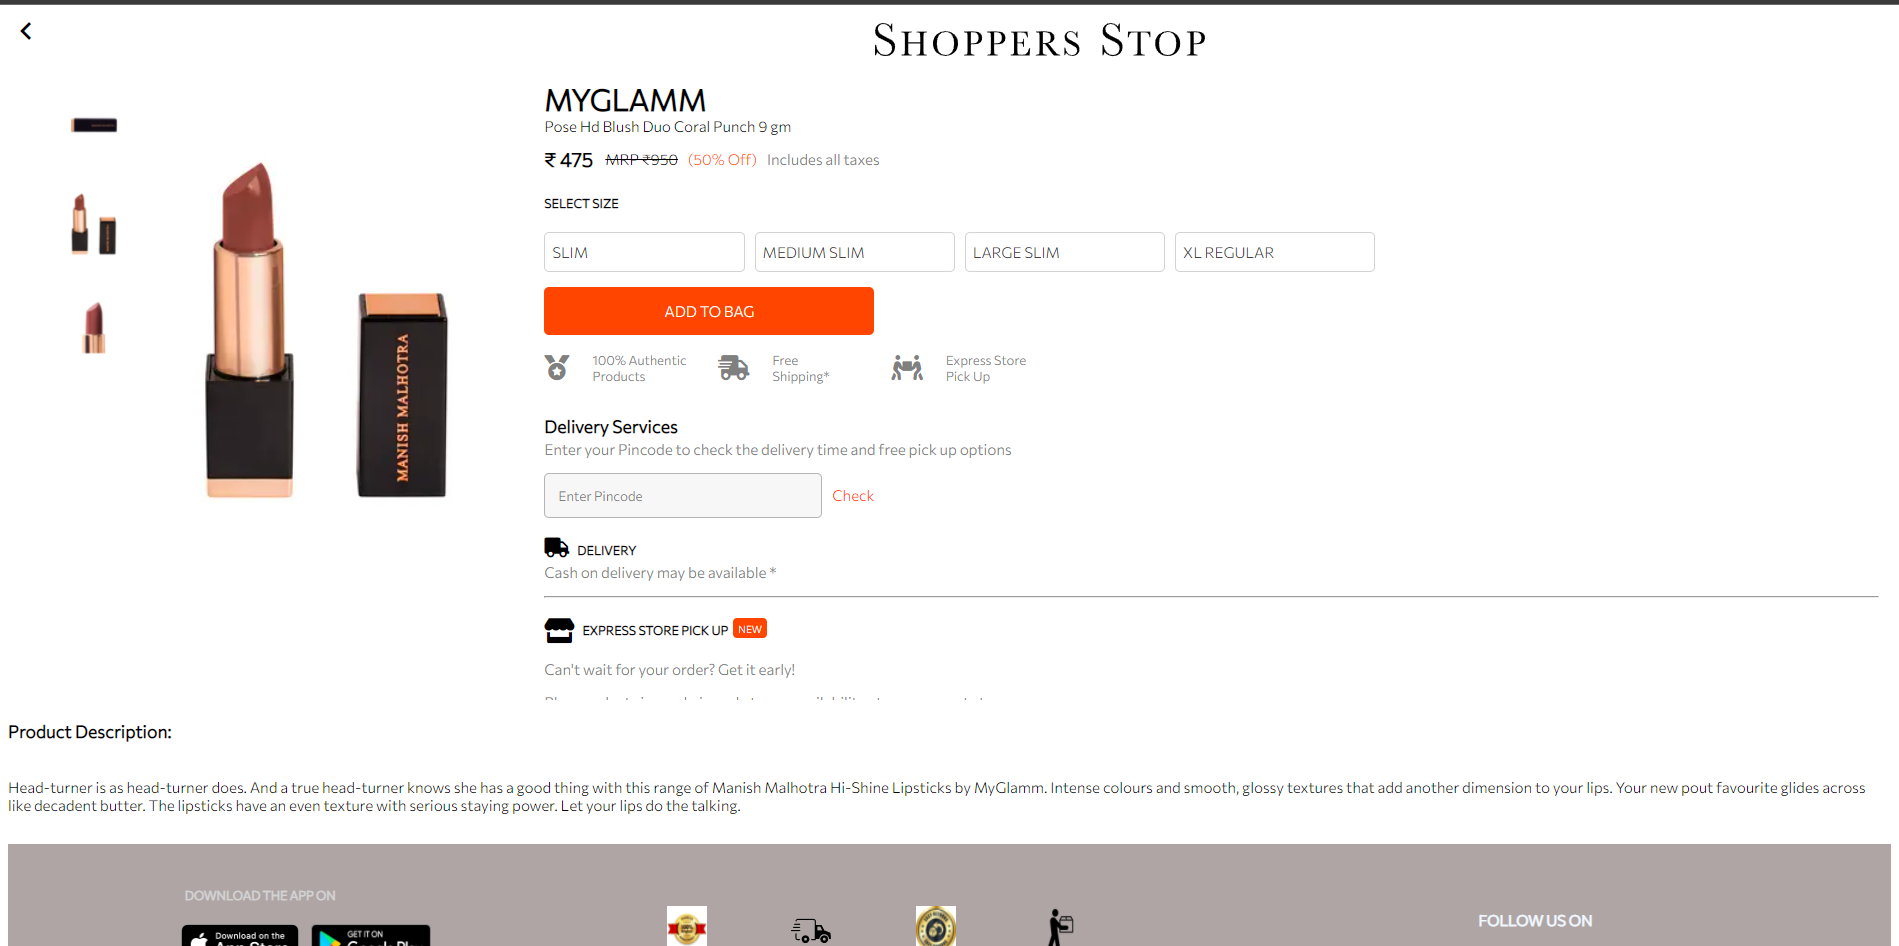 SHOPPERS STOP
MYGLAMM
Pose Hd Blush Duo Coral Punch 9 gm
₹ 475 MRP ₹950 (50% Off) Includes all taxes
SELECT SIZE
SLIM
MEDIUM SLIM
LARGE SLIM
XL REGULAR
ADD TO BAG
MANISH MALHOTRA
100% Authentic
Products
Free
Shipping*
Express Store
Pick Up
Delivery Services
Enter your Pincode to check the delivery time and free pick up options
Enter Pincode
Check
DELIVERY
Cash on delivery may be available *
EXPRESS STORE PICK UP NEW
Can't wait for your order? Get it early!
Product Description:
Head-turner is as head-turner does. And a true head-turner knows she has a good thing with this range of Manish Malhotra Hi-Shine Lipsticks by MyGlamm. Intense colours and smooth, glossy textures that add another dimension to your lips. Your new pout favourite glides across
like decadent butter. The lipsticks have an even texture with serious staying power. Let your lips do the talking.
DOWNLOAD THE APP ON
Download on the
App Store
GET IT ON
Google Play
FOLLOW US ON